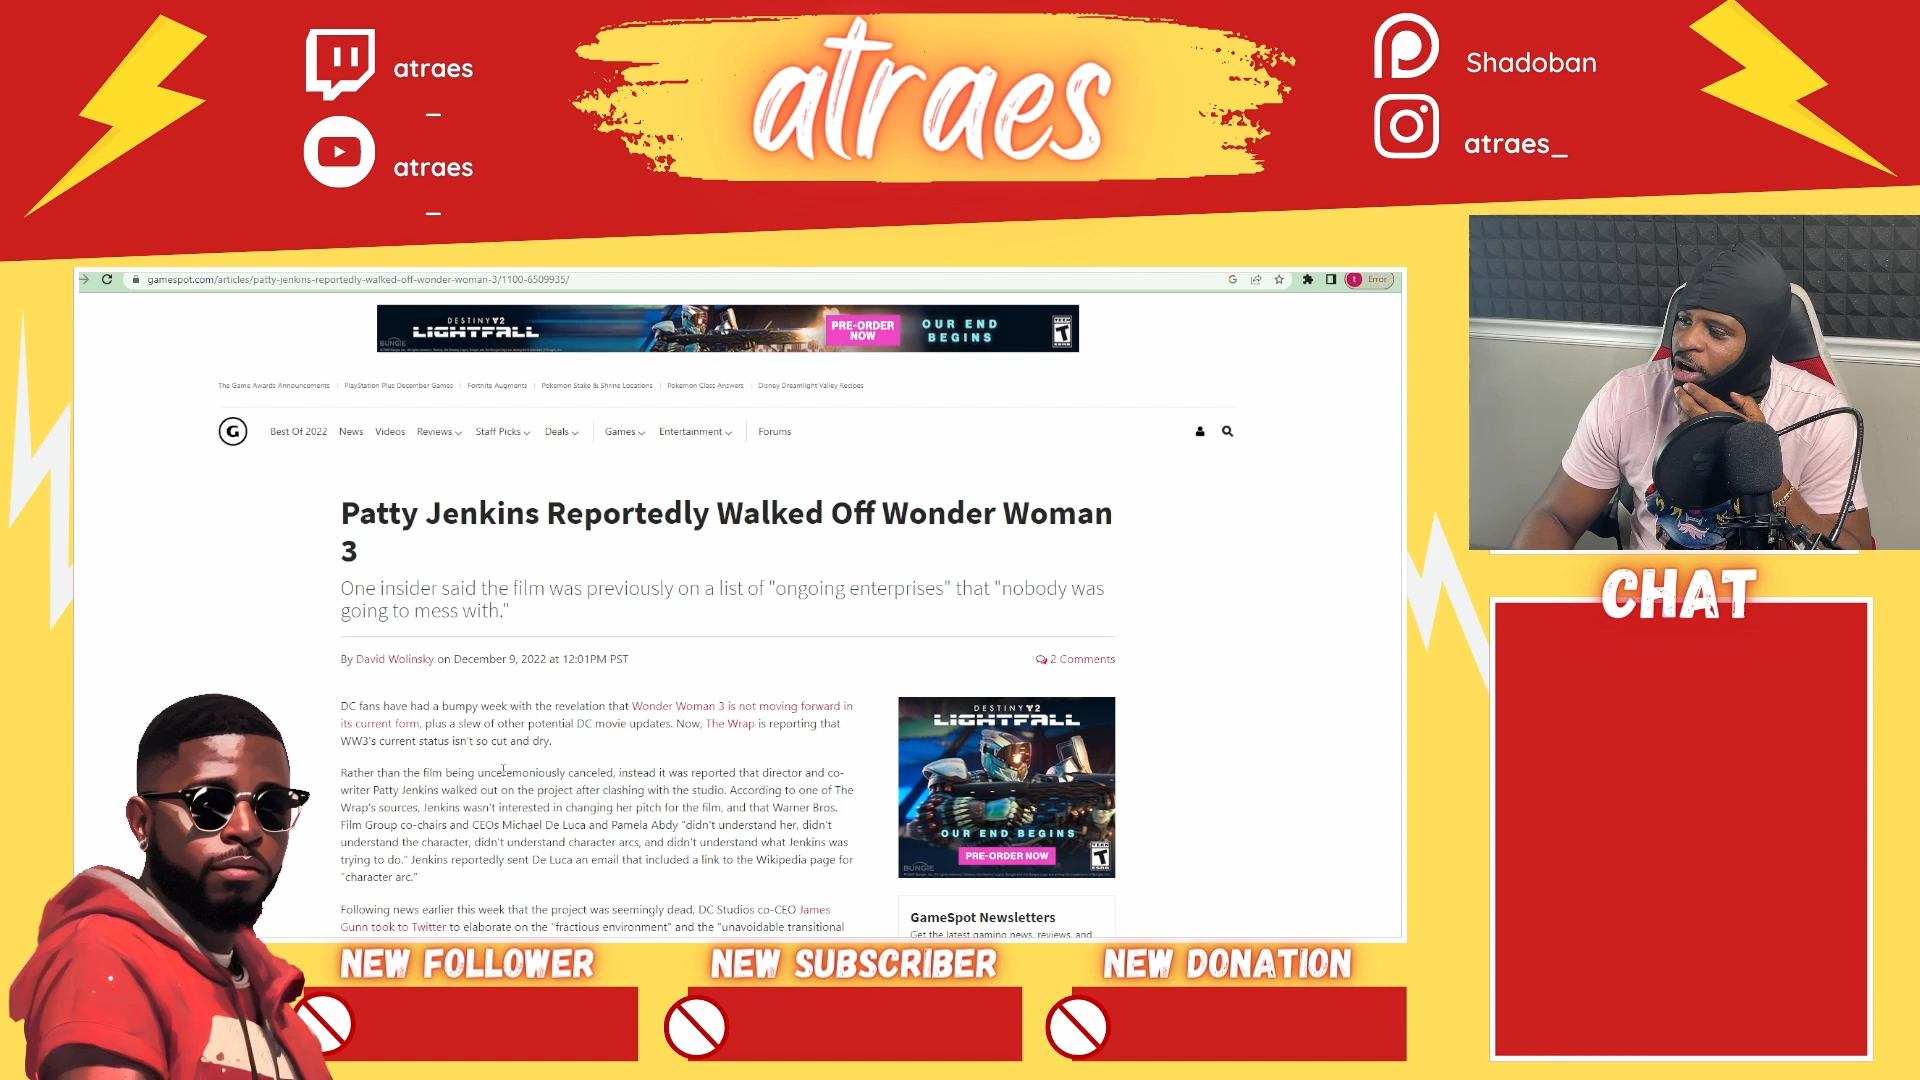 atraes
_
atraes
_
atraes
Shadoban
atraes_
gamespot.com/articles/patty-jenkins-reportedly-walked-off-wonder-woman-3/1100-6509935/
t
Error
DESTINY 2
LIGHTFALL
BUNGIE
PRE-ORDER
NOW
OUR END
BEGINS
TEEN
T
ESRB
The Game Awards Announcements
PlayStation Plus December Games
Fortnite Augments
Pokemon Stake & Shrine Locations
Pokemon Class Answers
Disney Dreamlight Valley Recipes
G
Best Of 2022
News
Videos
Reviews
Staff Picks
Deals
Games
Entertainment
Forums
Patty Jenkins Reportedly Walked Off Wonder Woman
3
One insider said the film was previously on a list of "ongoing enterprises" that "nobody was
going to mess with."
By David Wolinsky on December 9, 2022 at 12:01PM PST
2 Comments
DC fans have had a bumpy week with the revelation that Wonder Woman 3 is not moving forward in
its current form, plus a slew of other potential DC movie updates. Now, The Wrap is reporting that
WW3's current status isn't so cut and dry.
Rather than the film being unceremoniously canceled, instead it was reported that director and co-
writer Patty Jenkins walked out on the project after clashing with the studio. According to one of The
Wrap's sources, Jenkins wasn't interested in changing her pitch for the film, and that Warner Bros.
Film Group co-chairs and CEOs Michael De Luca and Pamela Abdy "didn't understand her, didn't
understand the character, didn't understand character arcs, and didn't understand what Jenkins was
trying to do." Jenkins reportedly sent De Luca an email that included a link to the Wikipedia page for
"character arc."
Following news earlier this week that the project was seemingly dead, DC Studios co-CEO James
Gunn took to Twitter to elaborate on the "fractious environment" and the "unavoidable transitional
DESTINY 2
LIGHTFALL
OUR END BEGINS
PRE-ORDER NOW
BUNGIE
TEEN
T
ESRB
GameSpot Newsletters
Get the latest gaming news, reviews, and
CHAT
NEW FOLLOWER
NEW SUBSCRIBER
NEW DONATION